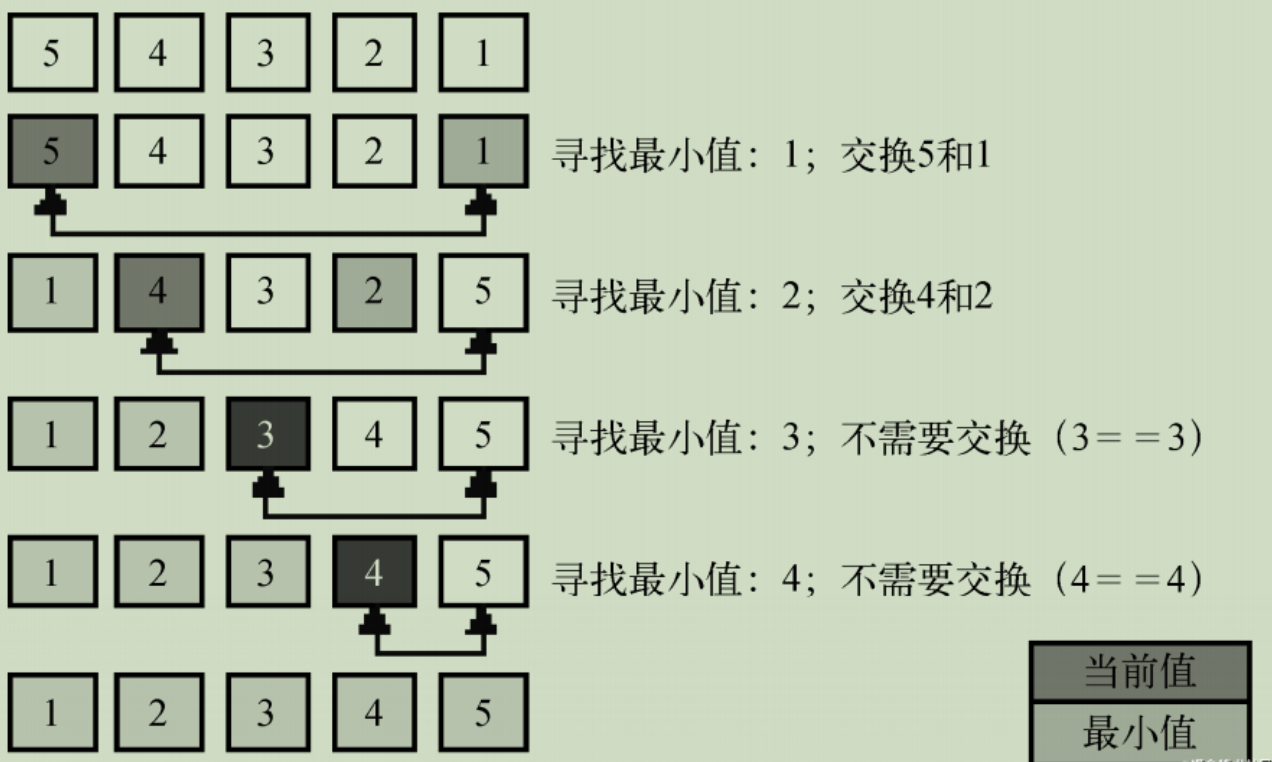 5 4 3 2 1
5 4 3 2 1 寻找最小值：1；交换5和1
1 4 3 2 5 寻找最小值：2；交换4和2
1 2 3 4 5 寻找最小值：3；不需要交换（3==3）
1 2 3 4 5 寻找最小值：4；不需要交换（4==4）
1 2 3 4 5
当前值
最小值